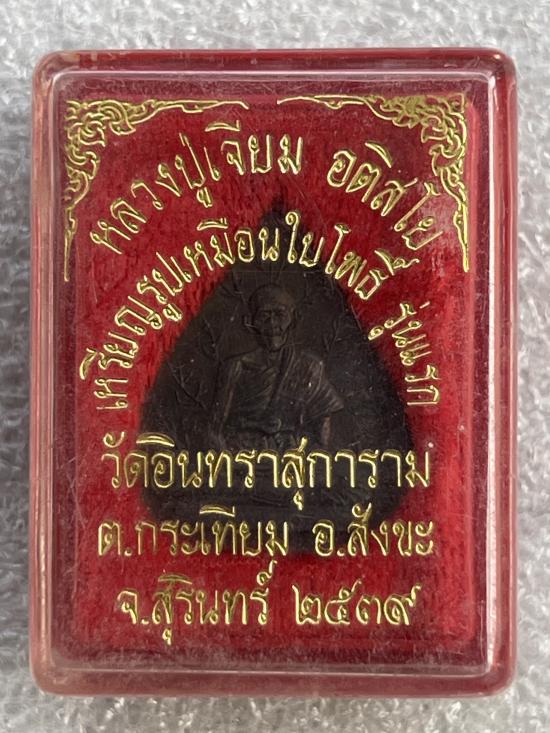 หลวงปู่เจียม อติสโย
เหรียญรูปเหมือนใบโพธิ์ รุ่นแรก
วัดอินทราสุการาม
ต.กระเทียม อ.สังขะ
จ.สุรินทร์ ๒๕๓๙